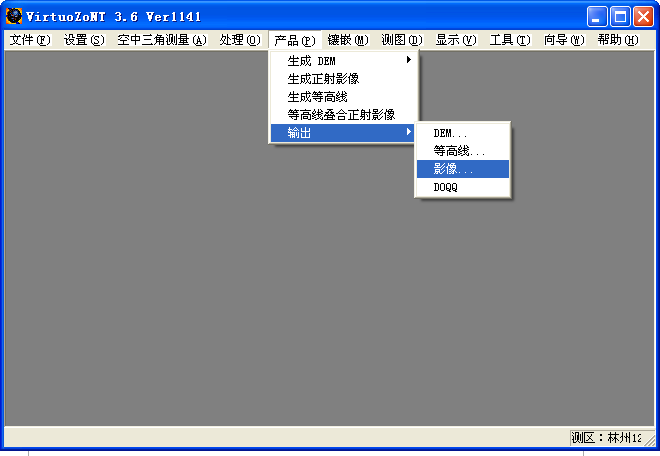 VirtuoZoNT 3.6 Ver1141
文件(F) 设置(S) 空中三角测量(A) 处理(O) 产品(P) 镶嵌(M) 测图(D) 显示(V) 工具(T) 向导(W) 帮助(H)
生成 DEM
生成正射影像
生成等高线
等高线叠合正射影像
输出
DEM...
等高线...
影像...
DOQQ
测区：林州12